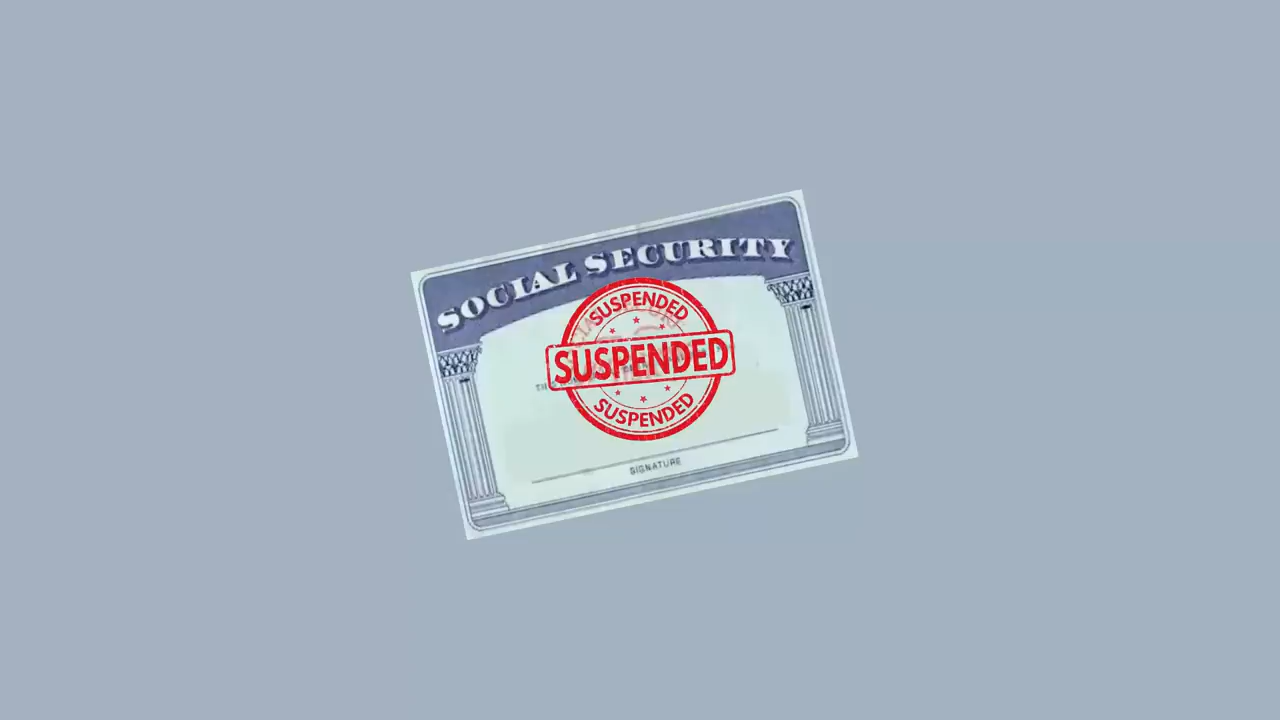 SOCIAL SECURITY
SUSPENDED
SUSPENDED
SUSPENDED
SIGNATURE